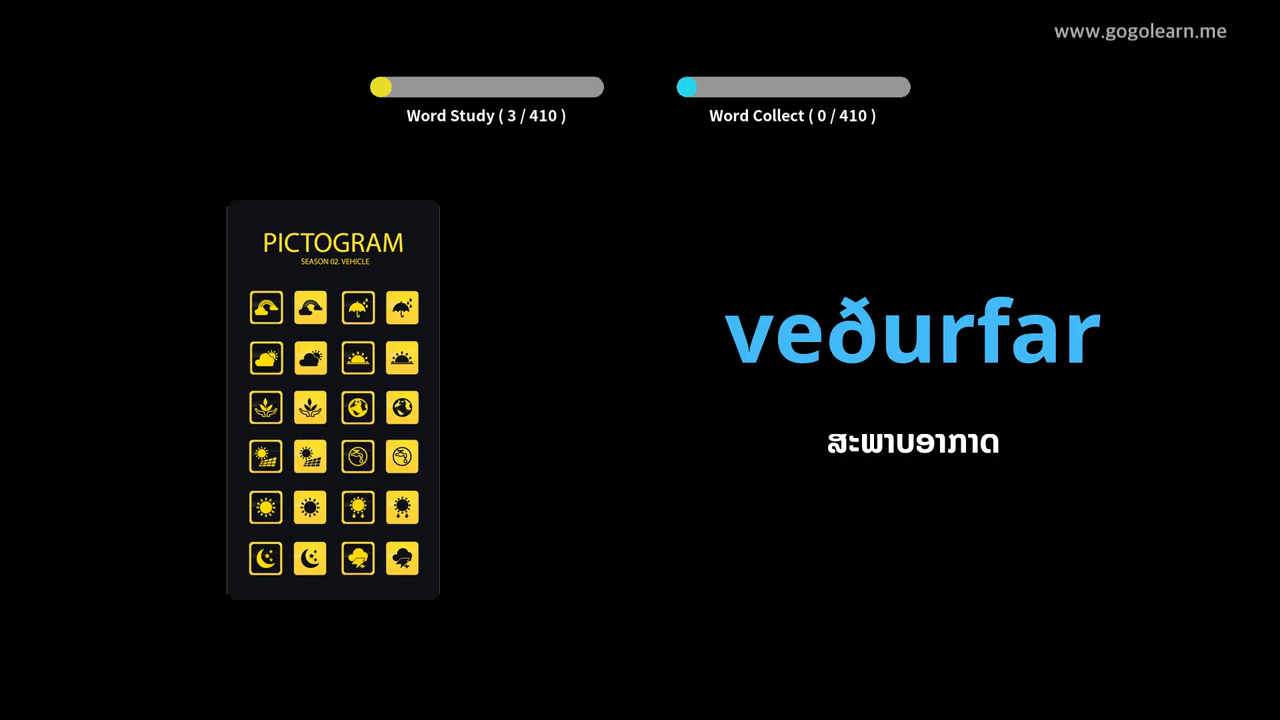 www.gogolearn.me
Word Study ( 3 / 410 )
Word Collect ( 0 / 410 )
PICTOGRAM
SEASON 02. VEHICLE
veðurfar
ສະພາບອາກາດ